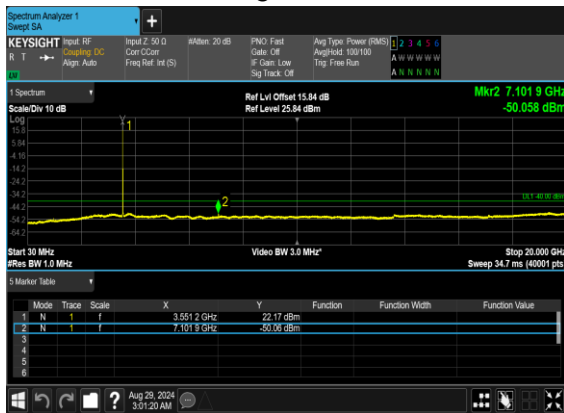 Spectrum Analyzer 1
Swept SA
KEYSIGHT
R T
Input: RF
Coupling: DC
Align: Auto
Input Z: 50 Ω
Corr CCorr
Freq Ref: Int (S)
#Atten: 20 dB
PNO: Fast
Gate: Off
IF Gain: Low
Sig Track: Off
Avg Type: Power (RMS)
Avg|Hold: 100/100
Trig: Free Run
1 2 3 4 5 6
A W W W W W
A N N N N N
1 Spectrum
Scale/Div 10 dB
Ref Lvl Offset 15.84 dB
Ref Level 25.84 dBm
Mkr2 7.101 9 GHz
-50.058 dBm
Log
15.8
5.84
-4.16
-14.2
-24.2
-34.2
-44.2
-54.2
-64.2
1
2
DL1 -40.00 dBm
Start 30 MHz
#Res BW 1.0 MHz
Video BW 3.0 MHz*
Stop 20.000 GHz
Sweep 34.7 ms (40001 pts)
5 Marker Table
Mode Trace Scale X Y Function Function Width Function Value
1 N 1 f 3.551 2 GHz 22.17 dBm
2 N 1 f 7.101 9 GHz -50.06 dBm
3
4
5
6
?
Aug 29, 2024
3:01:20 AM